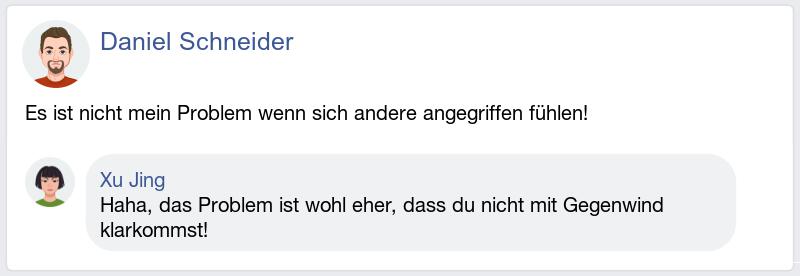 Daniel Schneider
Es ist nicht mein Problem wenn sich andere angegriffen fühlen!
Xu Jing
Haha, das Problem ist wohl eher, dass du nicht mit Gegenwind
klarkommst!